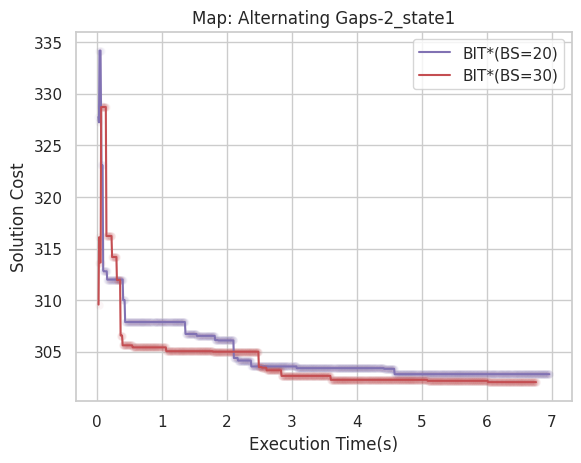 Map: Alternating Gaps-2_state1
BIT*(BS=20)
BIT*(BS=30)
Solution Cost
335
330
325
320
315
310
305
0 1 2 3 4 5 6 7
Execution Time(s)